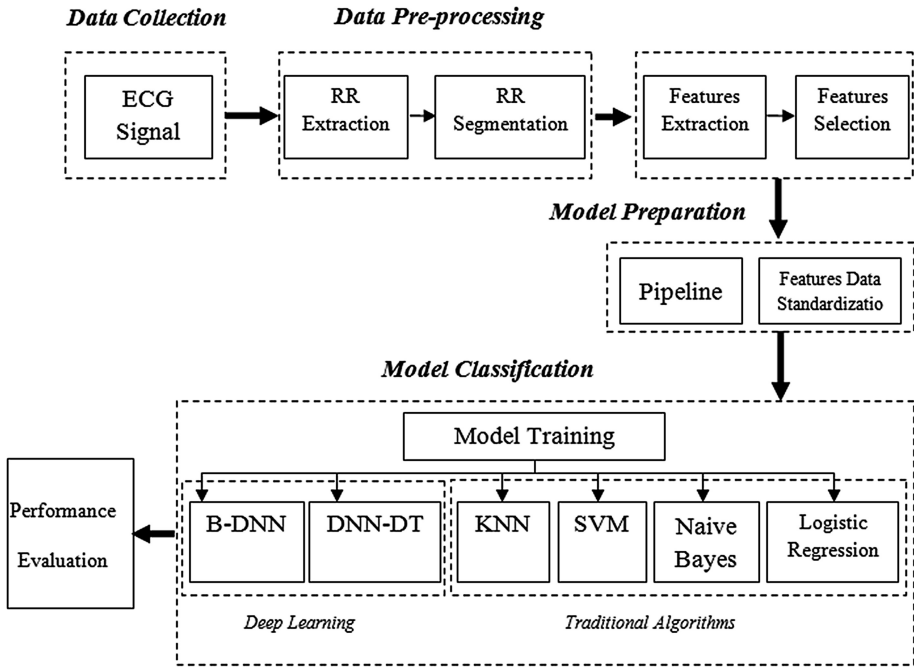 Data Collection
Data Pre-processing
ECG
Signal
RR
Extraction
RR
Segmentation
Features
Extraction
Features
Selection
Model Preparation
Pipeline
Features Data
Standardizatio
Model Classification
Model Training
B-DNN
DNN-DT
KNN
SVM
Naive
Bayes
Logistic
Regression
Deep Learning
Traditional Algorithms
Performance
Evaluation